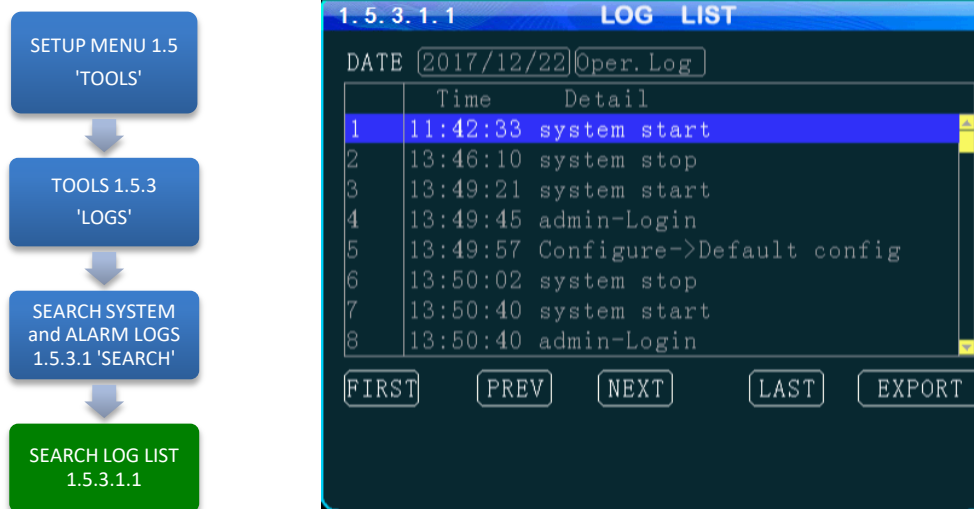 SETUP MENU 1.5
'TOOLS'
TOOLS 1.5.3
'LOGS'
SEARCH SYSTEM
and ALARM LOGS
1.5.3.1 'SEARCH'
SEARCH LOG LIST
1.5.3.1.1
1.5.3.1.1 LOG LIST
DATE 2017/12/22 Oper.Log
Time Detail
1 11:42:33 system start
2 13:46:10 system stop
3 13:49:21 system start
4 13:49:45 admin-Login
5 13:49:57 Configure->Default config
6 13:50:02 system stop
7 13:50:40 system start
8 13:50:40 admin-Login
FIRST PREV NEXT LAST EXPORT